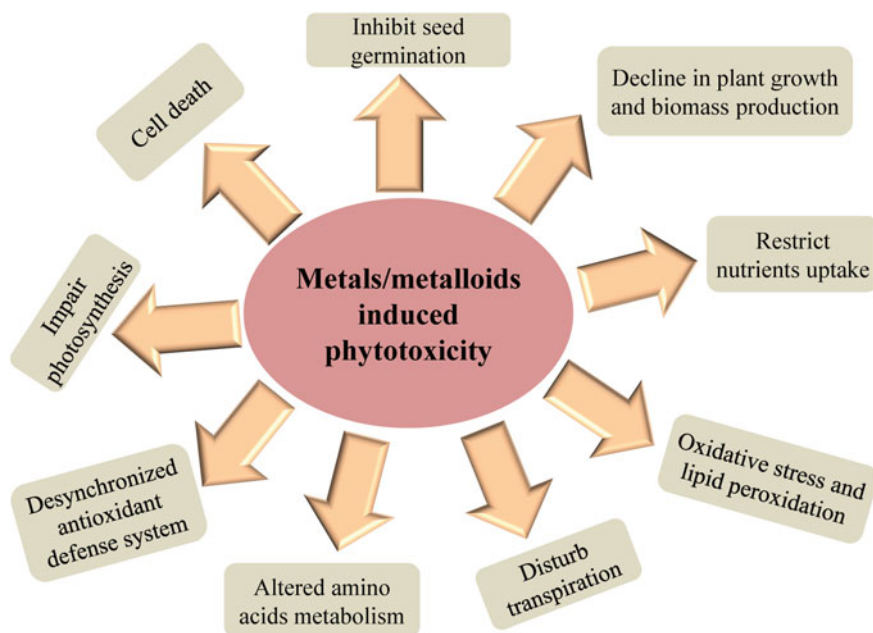 Inhibit seed
germination
Decline in plant growth
and biomass production
Cell death
Restrict
nutrients uptake
Metals/metalloids
induced
phytotoxicity
Impair
photosynthesis
Oxidative stress and
lipid peroxidation
Desynchronized
antioxidant
defense system
Disturb
transpiration
Altered amino
acids metabolism